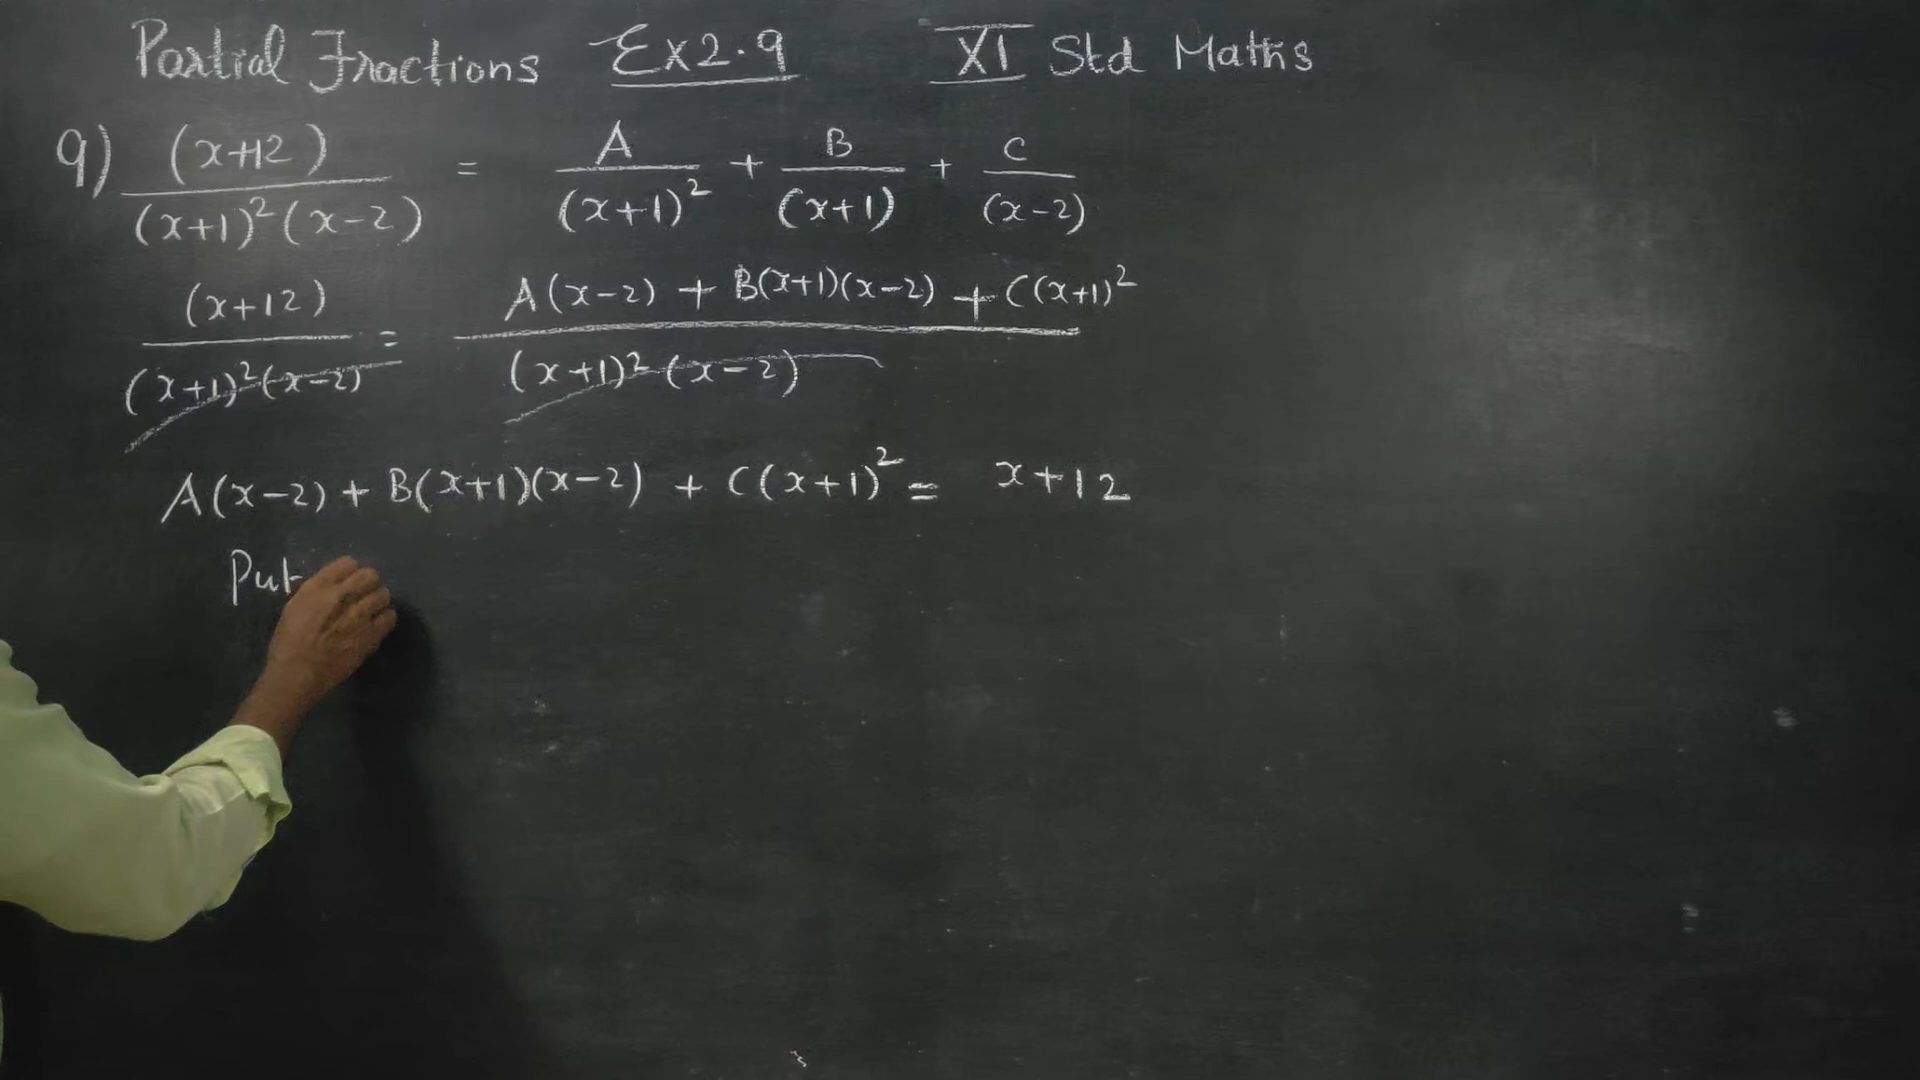 Partial Fractions Ex2.9 XI Std Maths
9) (x+12) / (x+1)² (x-2) = A / (x+1)² + B / (x+1) + C / (x-2)
(x+12) / (x+1)² (x-2) = A(x-2) + B(x+1)(x-2) + C(x+1)² / (x+1)² (x-2)
A(x-2) + B(x+1)(x-2) + C(x+1)² = x+12
Put